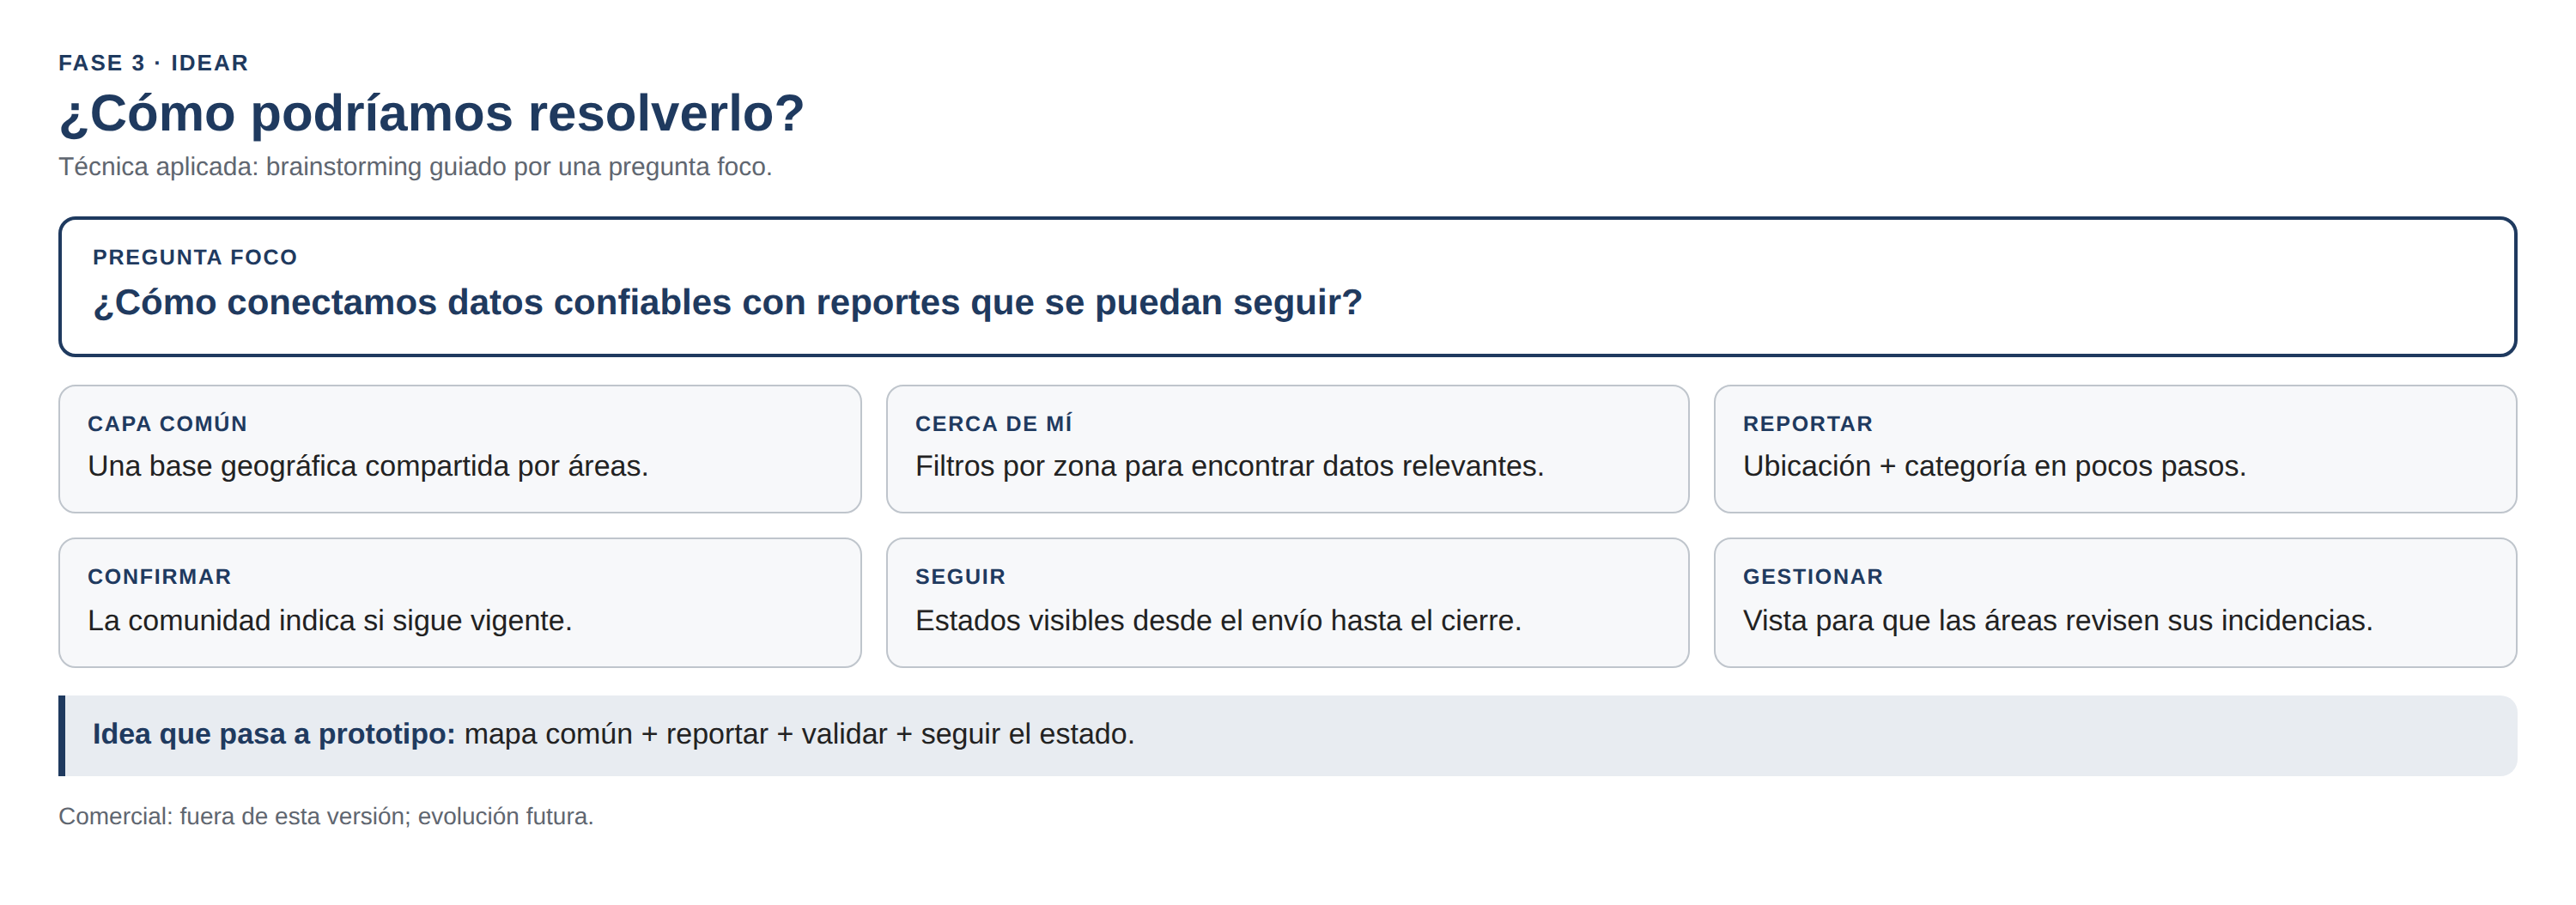 FASE 3 · IDEAR
¿Cómo podríamos resolverlo?
Técnica aplicada: brainstorming guiado por una pregunta foco.
PREGUNTA FOCO
¿Cómo conectamos datos confiables con reportes que se puedan seguir?
CAPA COMÚN
Una base geográfica compartida por áreas.
CERCA DE MÍ
Filtros por zona para encontrar datos relevantes.
REPORTAR
Ubicación + categoría en pocos pasos.
CONFIRMAR
La comunidad indica si sigue vigente.
SEGUIR
Estados visibles desde el envío hasta el cierre.
GESTIONAR
Vista para que las áreas revisen sus incidencias.
Idea que pasa a prototipo: mapa común + reportar + validar + seguir el estado.
Comercial: fuera de esta versión; evolución futura.